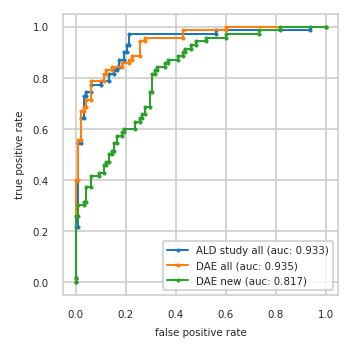 1.0
0.8
0.6
0.4
0.2
0.0
true positive rate
ALD study all (auc: 0.933)
DAE all (auc: 0.935)
DAE new (auc: 0.817)
0.0 0.2 0.4 0.6 0.8 1.0
false positive rate